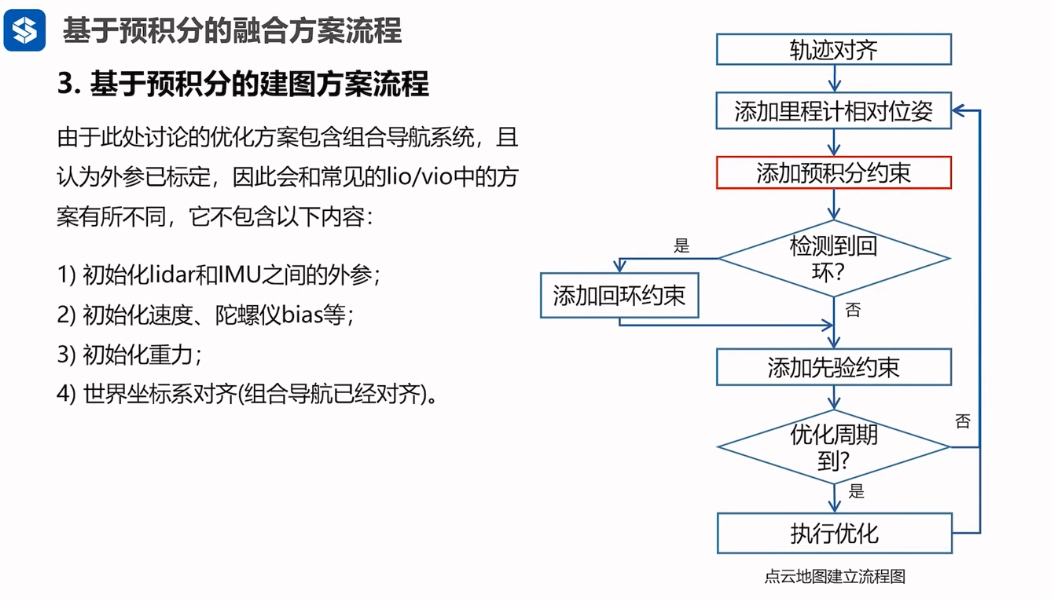 基于预积分的融合方案流程
3. 基于预积分的建图方案流程
由于此处讨论的优化方案包含组合导航系统，且
认为外参已标定，因此会和常见的lio/vio中的方
案有所不同，它不包含以下内容：
1) 初始化lidar和IMU之间的外参；
2) 初始化速度、陀螺仪bias等；
3) 初始化重力；
4) 世界坐标系对齐(组合导航已经对齐)。
轨迹对齐
添加里程计相对位姿
添加预积分约束
检测到回
环？
是
添加回环约束
否
添加先验约束
优化周期
到？
否
是
执行优化
点云地图建立流程图